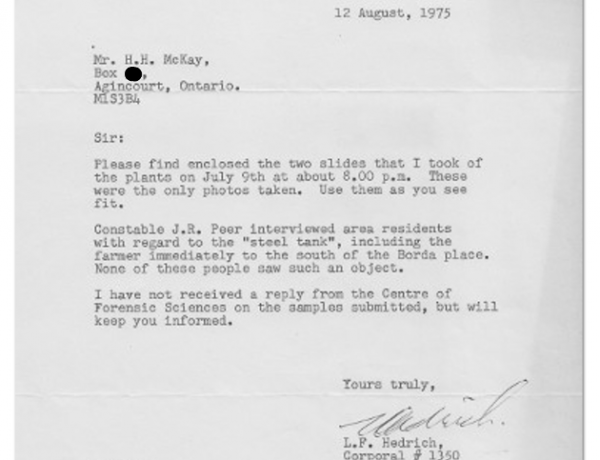 12 August, 1975
Mr. H.H. McKay,
Box ,
Agincourt, Ontario.
M1S3B4
Sir:
Please find enclosed the two slides that I took of
the plants on July 9th at about 8.00 p.m. These
were the only photos taken. Use them as you see
fit.
Constable J.R. Peer interviewed area residents
with regard to the "steel tank", including the
farmer immediately to the south of the Borda place.
None of these people saw such an object.
I have not received a reply from the Centre of
Forensic Sciences on the samples submitted, but will
keep you informed.
Yours truly,
L.F. Hedrich,
Corporal # 1350